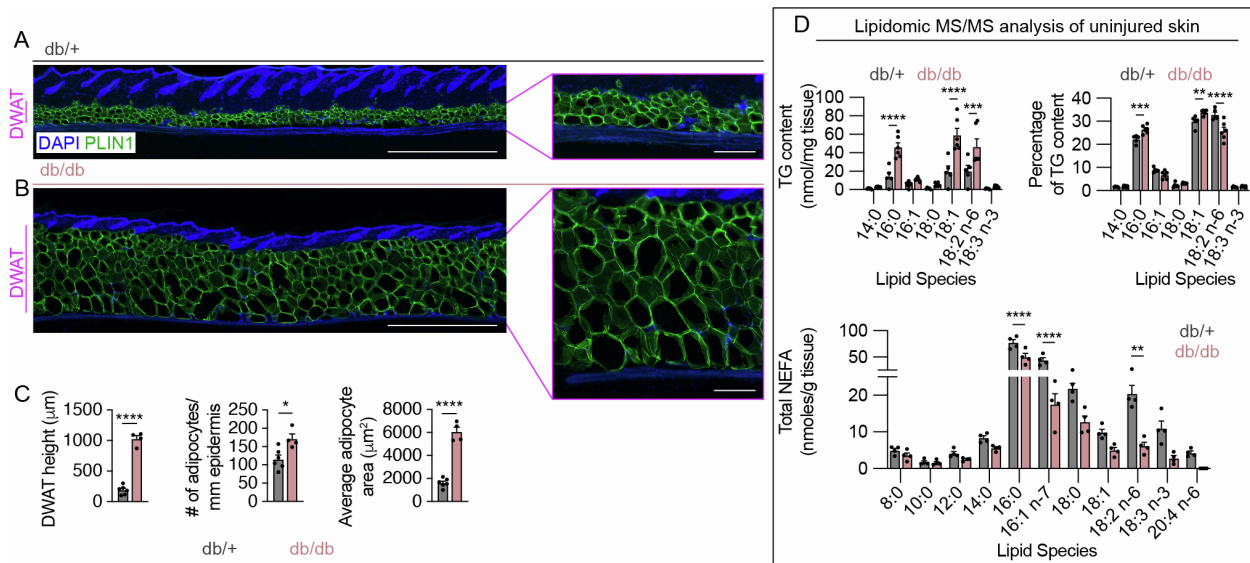 A
db/+
DWAT
DAPI PLIN1
db/db
B
DWAT
C
DWAT height (μm)
1500
1000
500
0
****
# of adipocytes/
mm epidermis
250
200
150
100
50
0
*
Average adipocyte
area (μm²)
8000
6000
4000
2000
0
****
db/+ db/db
D
Lipidomic MS/MS analysis of uninjured skin
db/+ db/db
TG content
(nmol/mg tissue)
100
80
60
40
20
0
**** **** ***
14:0 16:0 16:1 18:0 18:1 18:2 n-6 18:3 n-3
Lipid Species
db/+ db/db
Percentage
of TG content
40
30
20
10
0
*** ** ****
14:0 16:0 16:1 18:0 18:1 18:2 n-6 18:3 n-3
Lipid Species
db/+
db/db
Total NEFA
(nmoles/g tissue)
100
50
20
10
0
**** **** **
8:0 10:0 12:0 14:0 16:0 16:1 n-7 18:0 18:1 18:2 n-6 18:3 n-3 20:4 n-6
Lipid Species